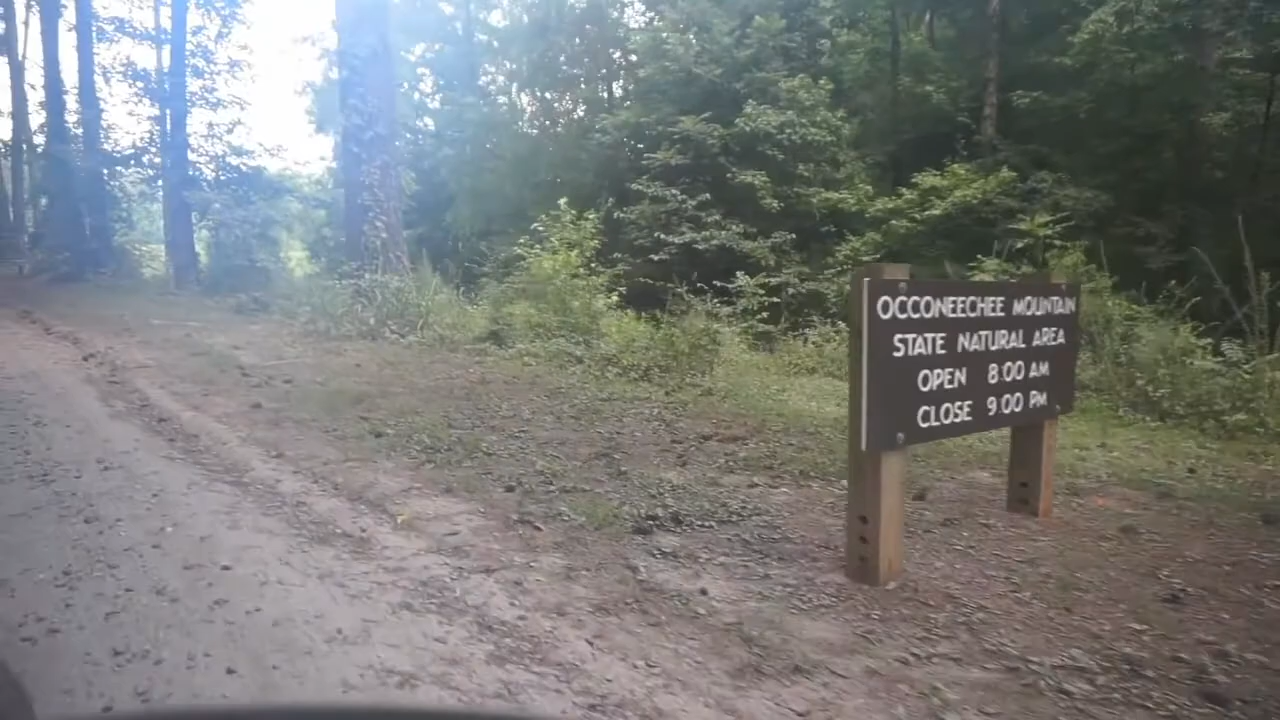 OCCONEECHEE MOUNTAIN
STATE NATURAL AREA
OPEN 8:00 AM
CLOSE 9:00 PM